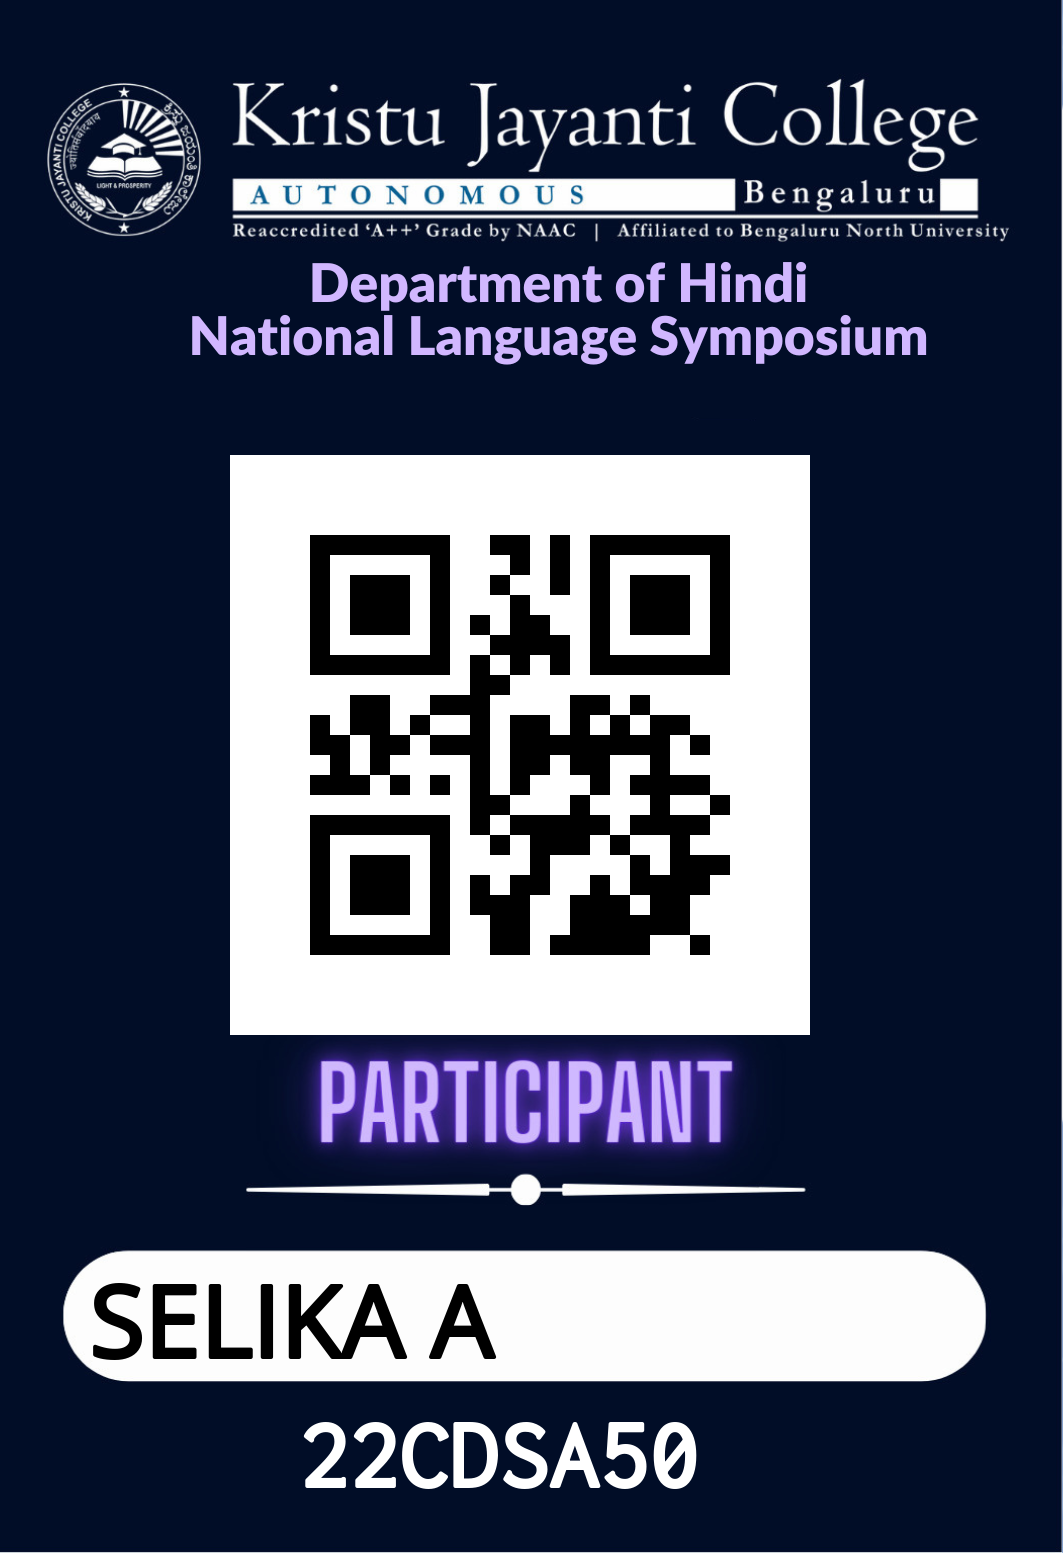 KRISTU JAYANTI COLLEGE
LIGHT & PROSPERITY
Kristu Jayanti College
AUTONOMOUS Bengaluru
Reaccredited ‘A++’ Grade by NAAC | Affiliated to Bengaluru North University
Department of Hindi
National Language Symposium
PARTICIPANT
SELIKA A
22CDSA50